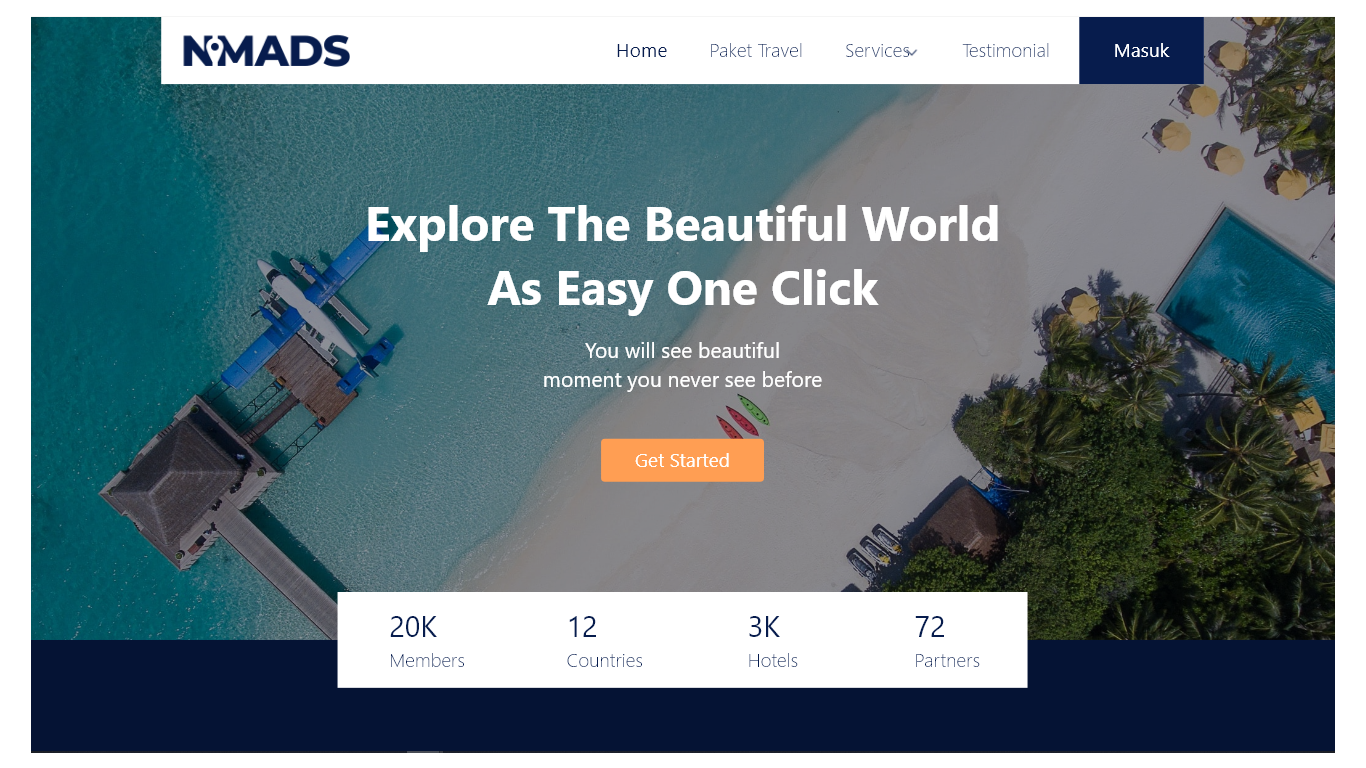 NOMADS
Home Paket Travel Services Testimonial Masuk
Explore The Beautiful World
As Easy One Click
You will see beautiful
moment you never see before
Get Started
20K 12 3K 72
Members Countries Hotels Partners